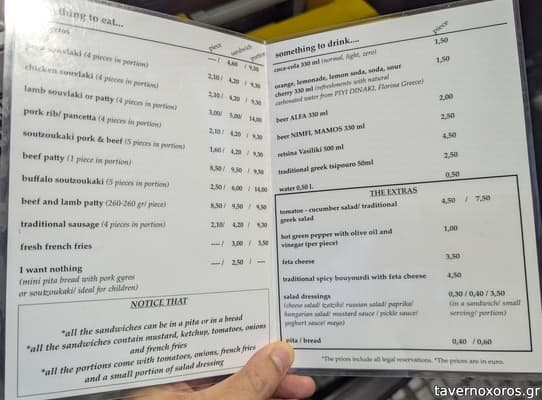 ething to eat...
piece sandwich portion
gyros ---/ 4,60 / 9,50
souvlaki (4 pieces in portion) 2,10/ 4,20 / 9,30
chicken souvlaki (4 pieces in portion) 2,10/ 4,20 / 9,30
lamb souvlaki or patty (4 pieces in portion) 3,00/ 5,00 14,00
pork rib/ pancetta (4 pieces in portion) 2,10/ 4,20 / 9,30
soutzoukaki pork & beef (5 pieces in portion) 1,60 / 4,20 / 9,30
beef patty (1 piece in portion) 8,50 / 9,50 / 9,50
buffalo soutzoukaki (5 pieces in portion) 2,50 / 6,00 / 14,00
beef and lamb patty (260-260 gr/ piece) 8,50 / 9,50 / 9,50
traditional sausage (4 pieces in portion) 2,10/ 4,20 / 9,30
fresh french fries ---- / 3,00 / 3,50
I want nothing ---/ 2,50 / ---
(mini pita bread with pork gyros
or soutzoukaki/ ideal for children)
NOTICE THAT
*all the sandwiches can be in a pita or in a bread
*all the sandwiches contain mustard, ketchup, tomatoes, onions
and french fries
*all the portions come with tomatoes, onions, french fries
and a small portion of salad dressing
something to drink....
piece
coca-cola 330 ml (normal, light, zero) 1,50
orange, lemonade, lemon soda, soda, sour 1,50
cherry 330 ml (refreshments with natural
carbonated water from PIYI DINAKI, Florina Greece)
beer ALFA 330 ml 2,00
beer NIMFI, MAMOS 330 ml 2,50
retsina Vasiliki 500 ml 4,50
traditional greek tsipouro 50ml 2,50
water 0,50 L 0,50
THE EXTRAS
tomatoe - cucumber salad/ traditional 4,50 / 7,50
greek salad
hot green pepper with olive oil and 1,00
vinegar (per piece)
feta cheese 3,50
traditional spicy bouyourdi with feta cheese 4,50
salad dressings 0,30 / 0,40 / 3,50
(cheese salad/ tzatziki/ russian salad/ paprika/ (in a sandwich/ small
hungarian salad/ mustard sauce / pickle sauce/ serving/ portion)
yoghurt sauce/ mayo)
pita / bread 0,40 / 0,60
*The prices include all legal reservations. *The prices are in euro.
tavernoxoros.gr